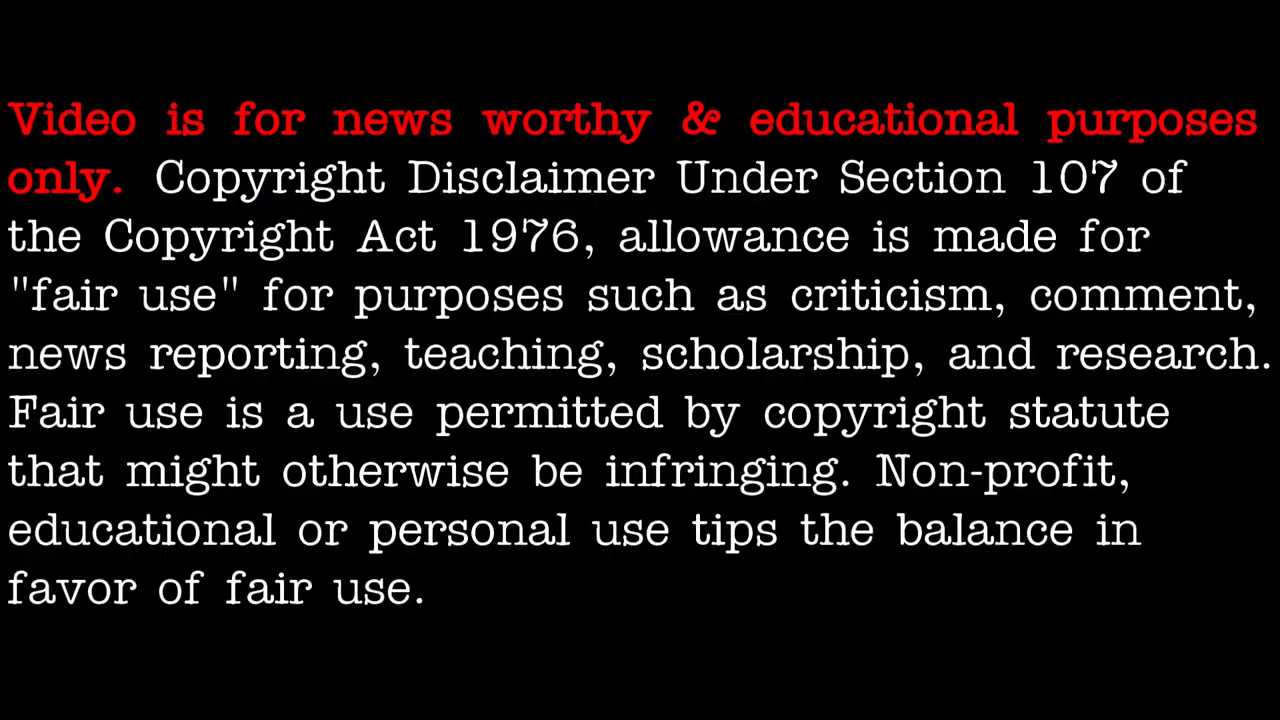 Video is for news worthy & educational purposes
only. Copyright Disclaimer Under Section 107 of
the Copyright Act 1976, allowance is made for
"fair use" for purposes such as criticism, comment,
news reporting, teaching, scholarship, and research.
Fair use is a use permitted by copyright statute
that might otherwise be infringing. Non-profit,
educational or personal use tips the balance in
favor of fair use.